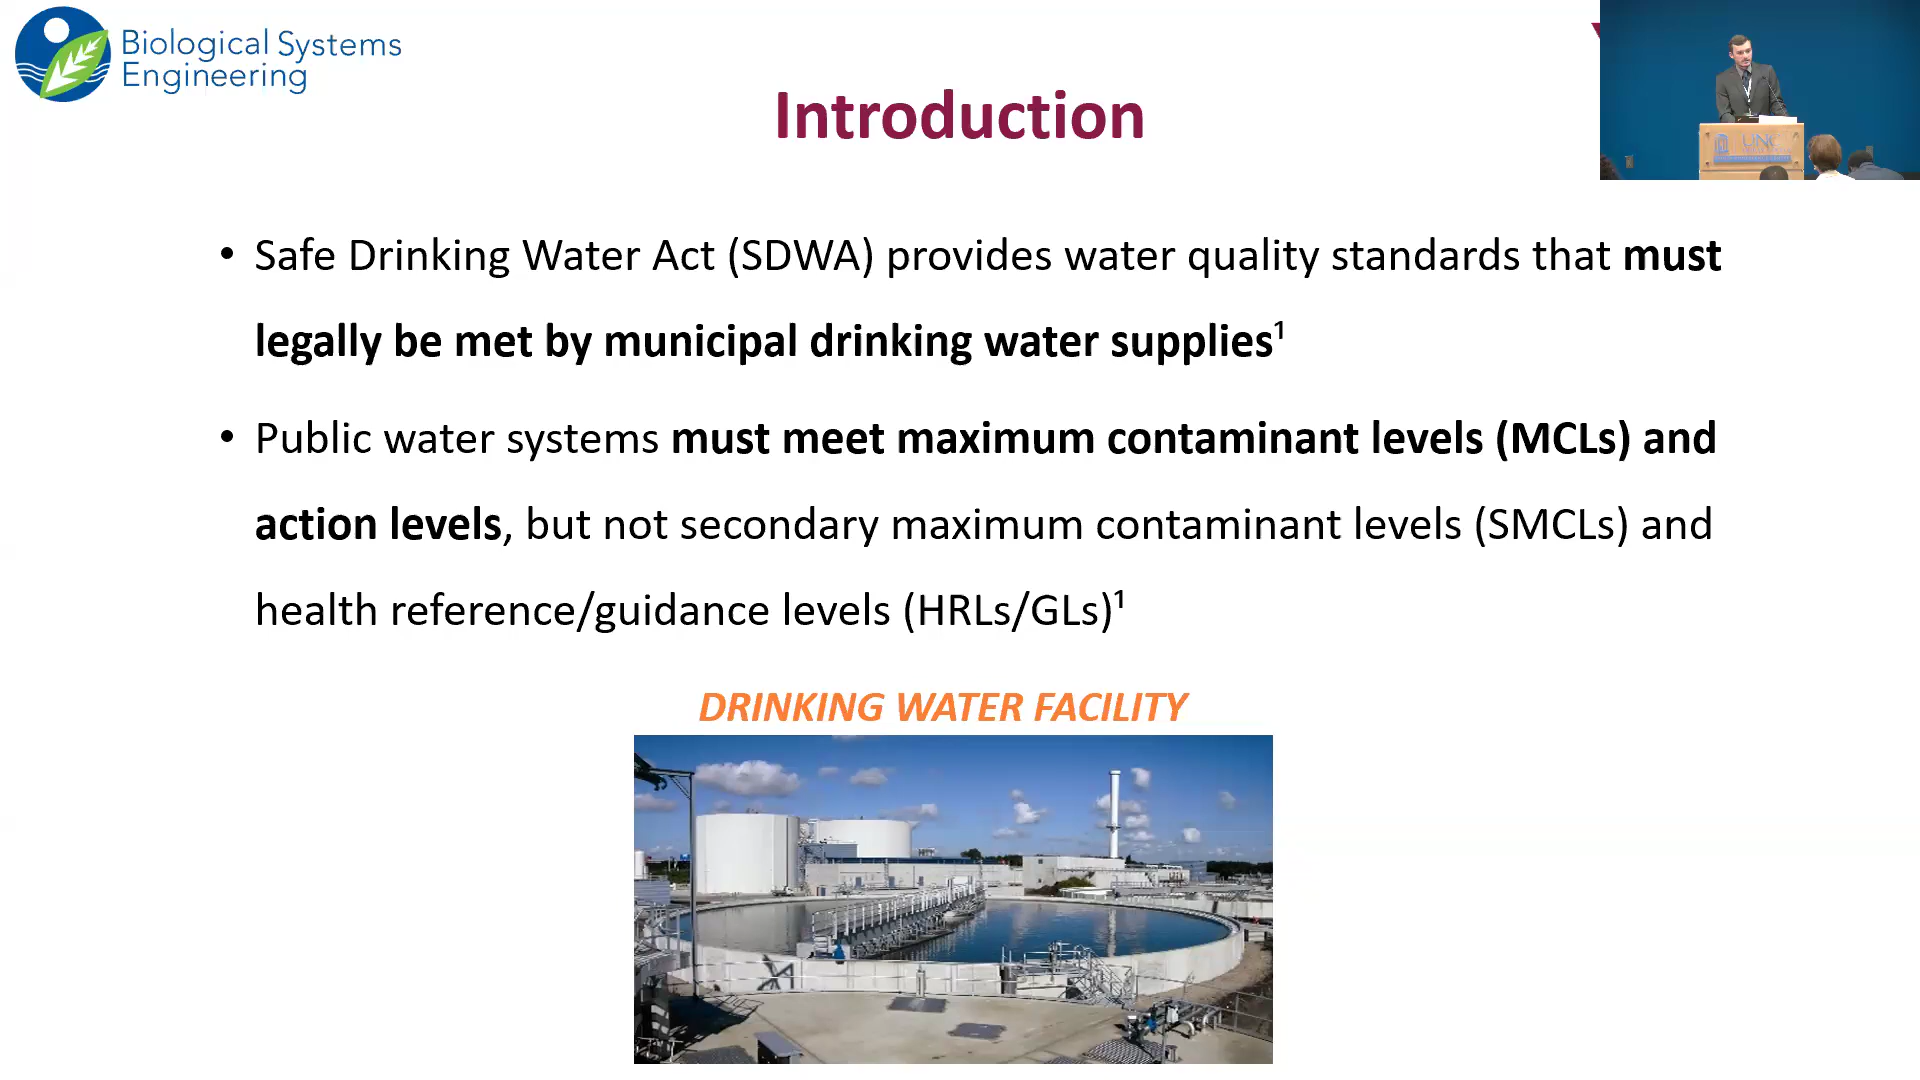 Biological Systems
Engineering
Introduction
UNC
• Safe Drinking Water Act (SDWA) provides water quality standards that must
legally be met by municipal drinking water supplies¹
• Public water systems must meet maximum contaminant levels (MCLs) and
action levels, but not secondary maximum contaminant levels (SMCLs) and
health reference/guidance levels (HRLs/GLs)¹
DRINKING WATER FACILITY